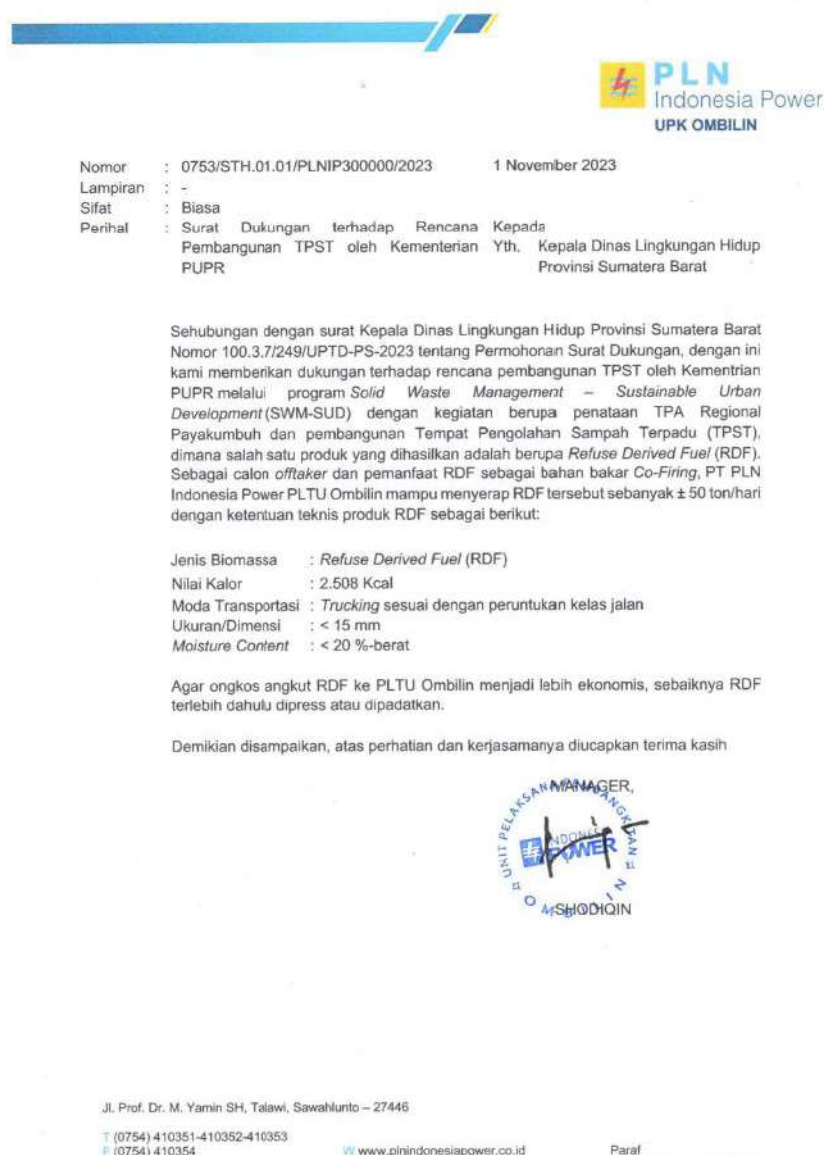 PLN
Indonesia Power
UPK OMBILIN
Nomor : 0753/STH.01.01/PLNIP300000/2023 1 November 2023
Lampiran : -
Sifat : Biasa
Perihal : Surat Dukungan terhadap Rencana Kepada
Pembangunan TPST oleh Kementerian Yth. Kepala Dinas Lingkungan Hidup
PUPR Provinsi Sumatera Barat
Sehubungan dengan surat Kepala Dinas Lingkungan Hidup Provinsi Sumatera Barat
Nomor 100.3.7/249/UPTD-PS-2023 tentang Permohonan Surat Dukungan, dengan ini
kami memberikan dukungan terhadap rencana pembangunan TPST oleh Kementrian
PUPR melalui program Solid Waste Management – Sustainable Urban
Development (SWM-SUD) dengan kegiatan berupa penataan TPA Regional
Payakumbuh dan pembangunan Tempat Pengolahan Sampah Terpadu (TPST),
dimana salah satu produk yang dihasilkan adalah berupa Refuse Derived Fuel (RDF).
Sebagai calon offtaker dan pemanfaat RDF sebagai bahan bakar Co-Firing, PT PLN
Indonesia Power PLTU Ombilin mampu menyerap RDF tersebut sebanyak ± 50 ton/hari
dengan ketentuan teknis produk RDF sebagai berikut:
Jenis Biomassa : Refuse Derived Fuel (RDF)
Nilai Kalor : 2.508 Kcal
Moda Transportasi : Trucking sesuai dengan peruntukan kelas jalan
Ukuran/Dimensi : < 15 mm
Moisture Content : < 20 %-berat
Agar ongkos angkut RDF ke PLTU Ombilin menjadi lebih ekonomis, sebaiknya RDF
terlebih dahulu dipress atau dipadatkan.
Demikian disampaikan, atas perhatian dan kerjasamanya diucapkan terima kasih
MANAGER,
UNIT PELAKSANA PEMBANGKITAN
INDONESIA
POWER
OMBILIN
SHODIQIN
Jl. Prof. Dr. M. Yamin SH, Talawi, Sawahlunto – 27446
T (0754) 410351-410352-410353
F (0754) 410354 W www.plnindonesiapower.co.id Paraf